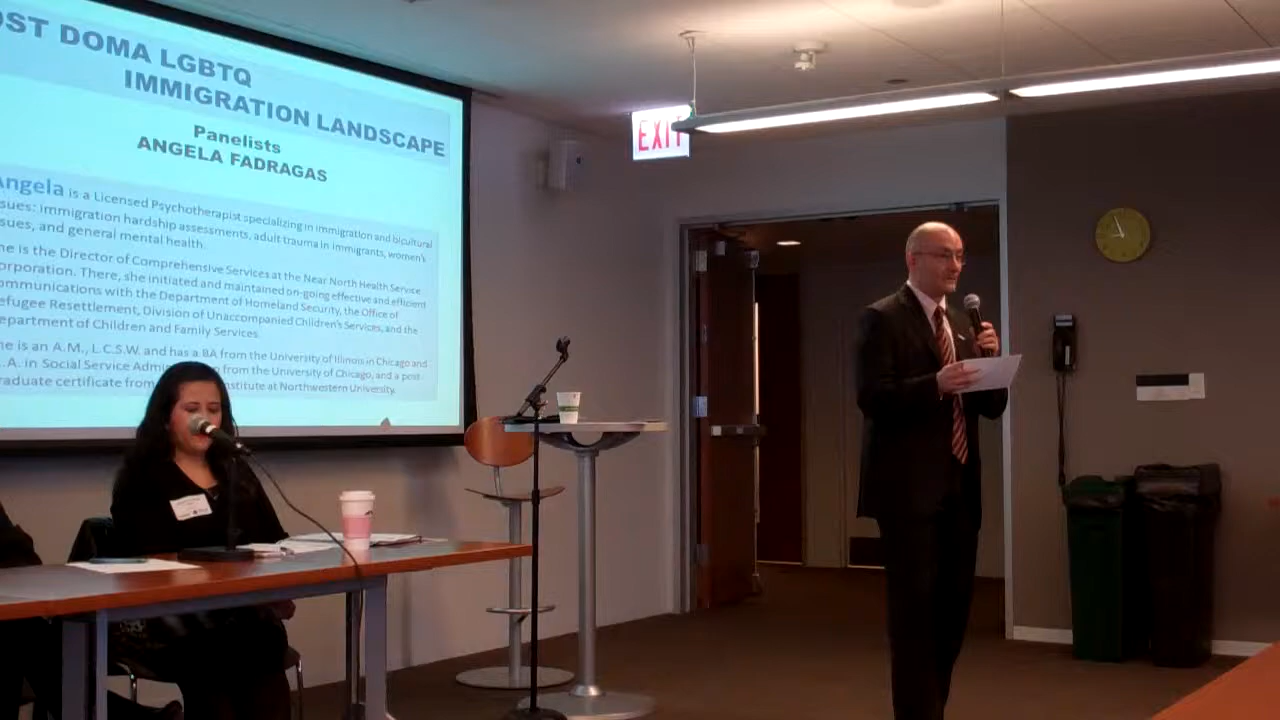 OST DOMA LGBTQ
IMMIGRATION LANDSCAPE
Panelists
ANGELA FADRAGAS
Angela is a Licensed Psychotherapist specializing in immigration and bicultural
sues: immigration hardship assessments, adult trauma in immigrants, women's
sues, and general mental health.
he is the Director of Comprehensive Services at the Near North Health Service
orporation. There, she initiated and maintained on-going effective and efficient
ommunications with the Department of Homeland Security, the Office of
efugee Resettlement, Division of Unaccompanied Children's Services, and the
epartment of Children and Family Services.
he is an A.M., L.C.S.W. and has a BA from the University of Illinois in Chicago and
.A. in Social Service from the University of Chicago, and a post
raduate certificate from at Northwestern University.
EXIT